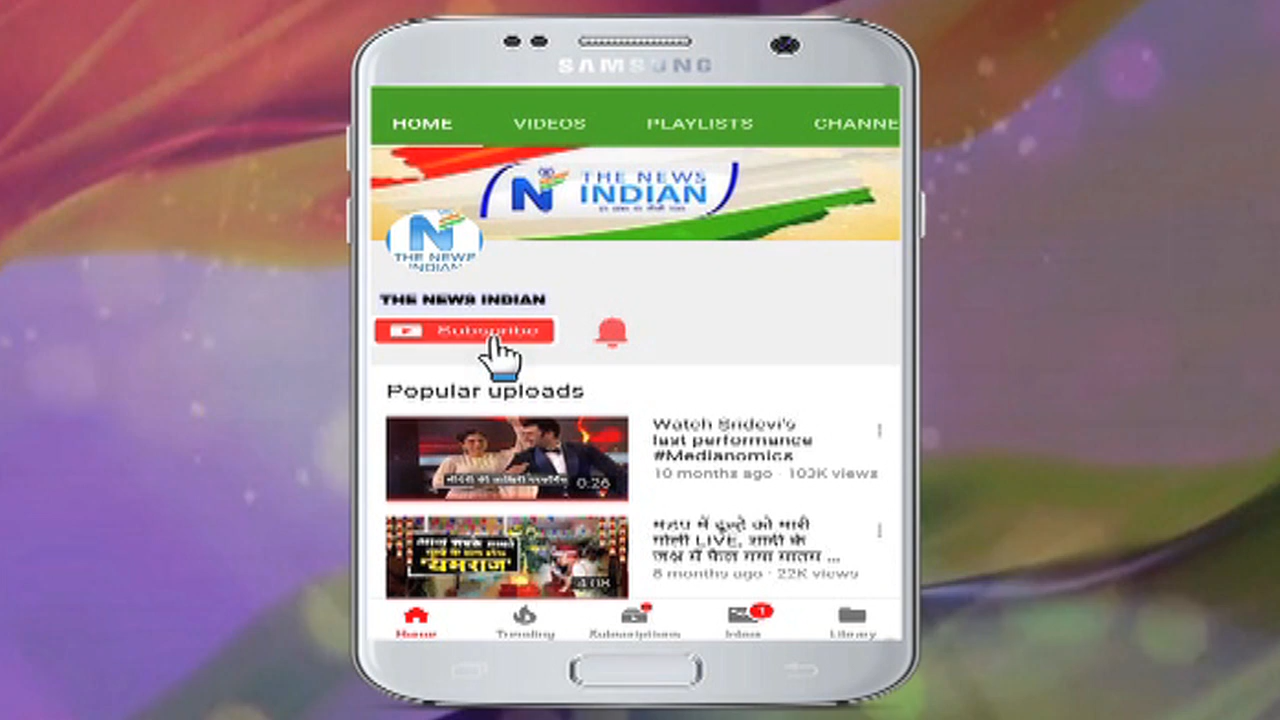 SAMSUNG
HOME VIDEOS PLAYLISTS CHANNE
THE NEWS
INDIAN
THE NEWS
INDIAN
THE NEWS INDIAN
Subscribe
Popular uploads
Watch Sridevi's
last performance
#Medianomics
10 months ago · 103K views
0:26
मंडप में दूल्हे को मारी
गोली LIVE, शादी के
जश्न में फैल गया मातम ...
8 months ago · 22K views
'यमराज'
4:08
1
Home Trending Subscriptions Inbox Library